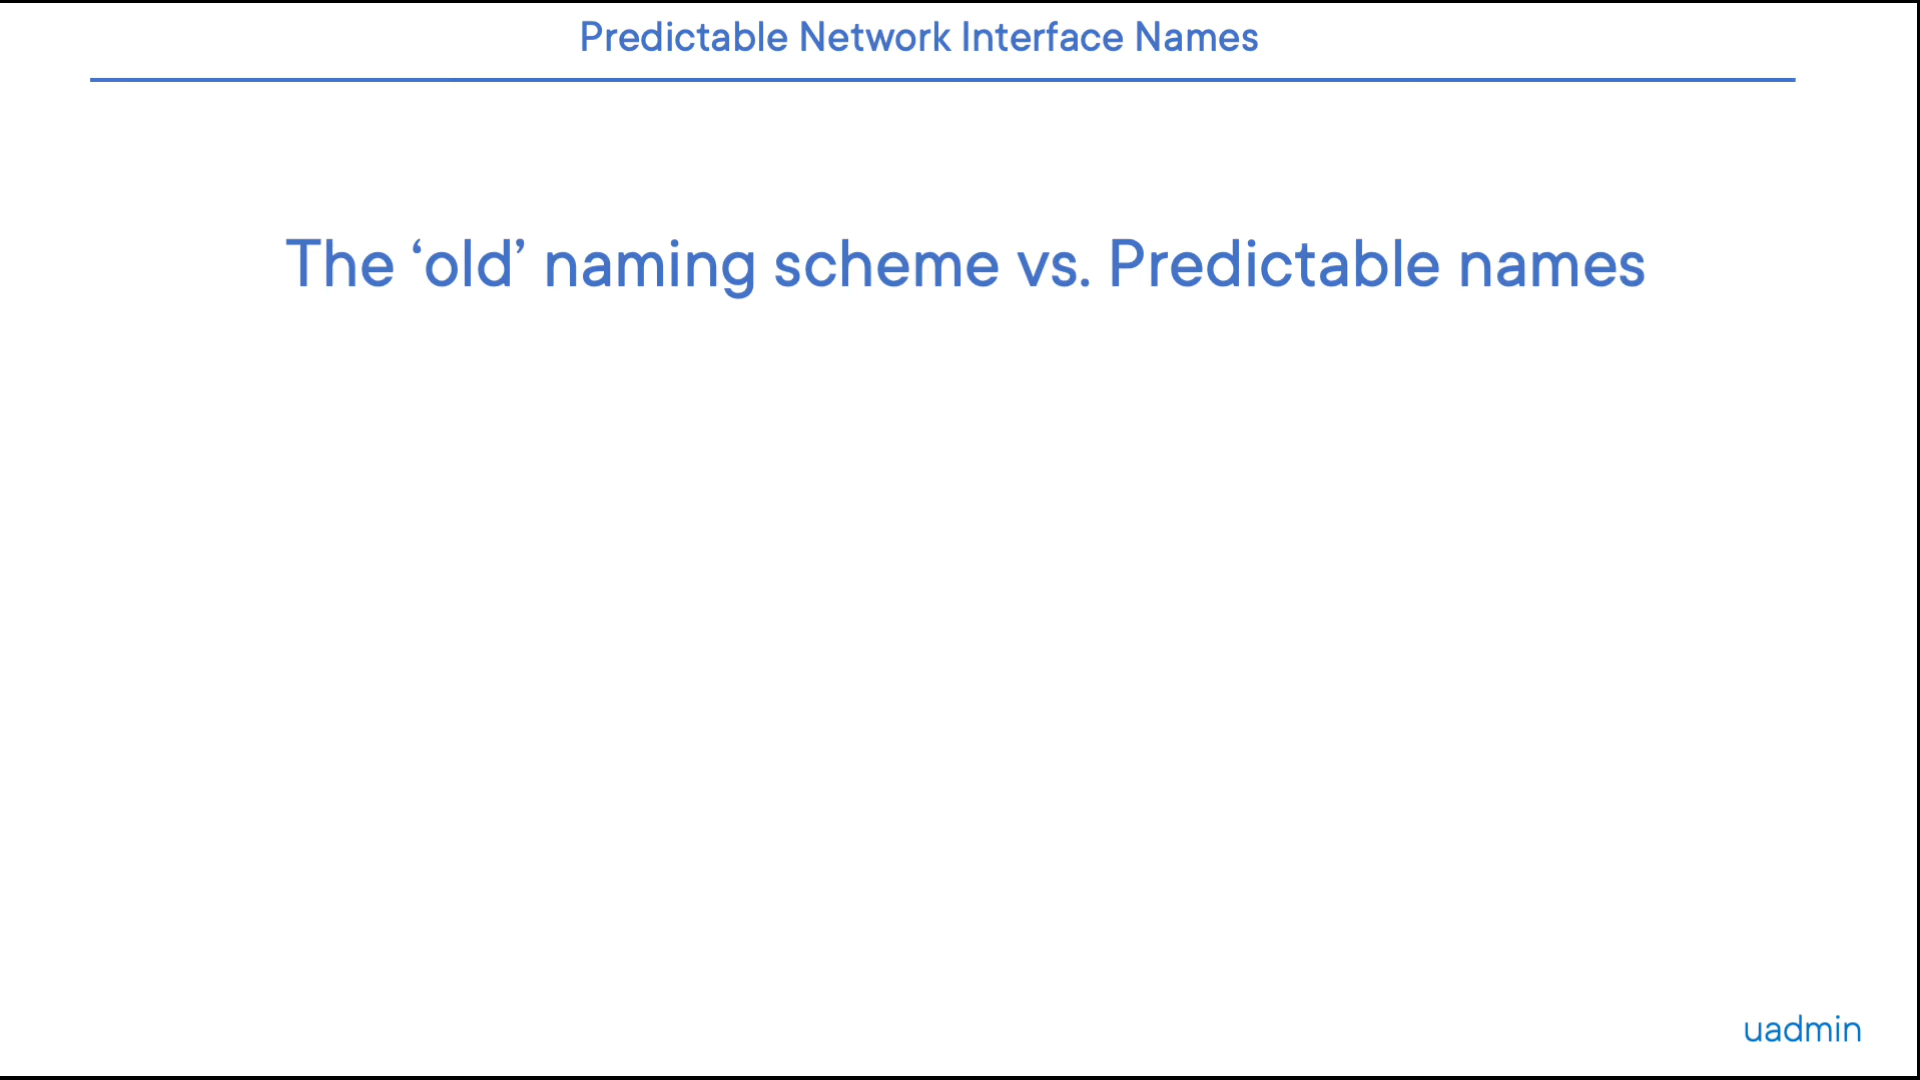 Predictable Network Interface Names
The ‘old’ naming scheme vs. Predictable names
uadmin